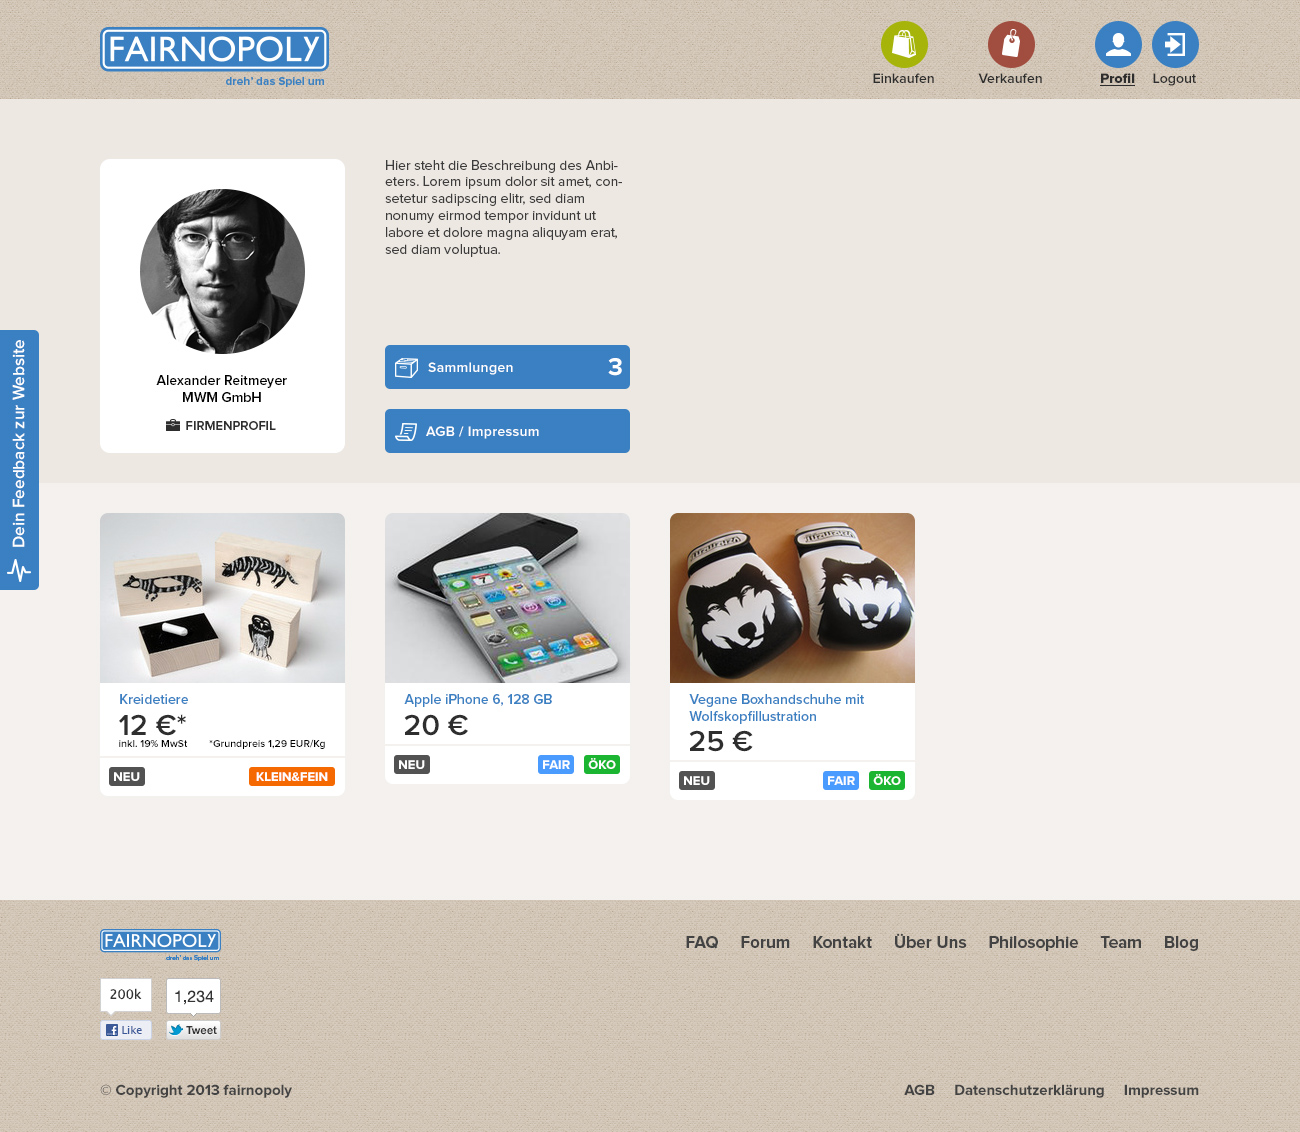 FAIRNOPOLY
dreh' das Spiel um
Einkaufen
Verkaufen
Profil
Logout
Hier steht die Beschreibung des Anbi-
eters. Lorem ipsum dolor sit amet, con-
setetur sadipscing elitr, sed diam
nonumy eirmod tempor invidunt ut
labore et dolore magna aliquyam erat,
sed diam voluptua.
Alexander Reitmeyer
MWM GmbH
FIRMENPROFIL
Sammlungen 3
AGB / Impressum
Dein Feedback zur Website
Kreidetiere
12 €*
inkl. 19% MwSt *Grundpreis 1,29 EUR/Kg
NEU KLEIN&FEIN
Apple iPhone 6, 128 GB
20 €
NEU FAIR ÖKO
Vegane Boxhandschuhe mit
Wolfskopfillustration
25 €
NEU FAIR ÖKO
FAIRNOPOLY
dreh' das Spiel um
FAQ Forum Kontakt Über Uns Philosophie Team Blog
200k
1,234
Like
Tweet
© Copyright 2013 fairnopoly
AGB Datenschutzerklärung Impressum